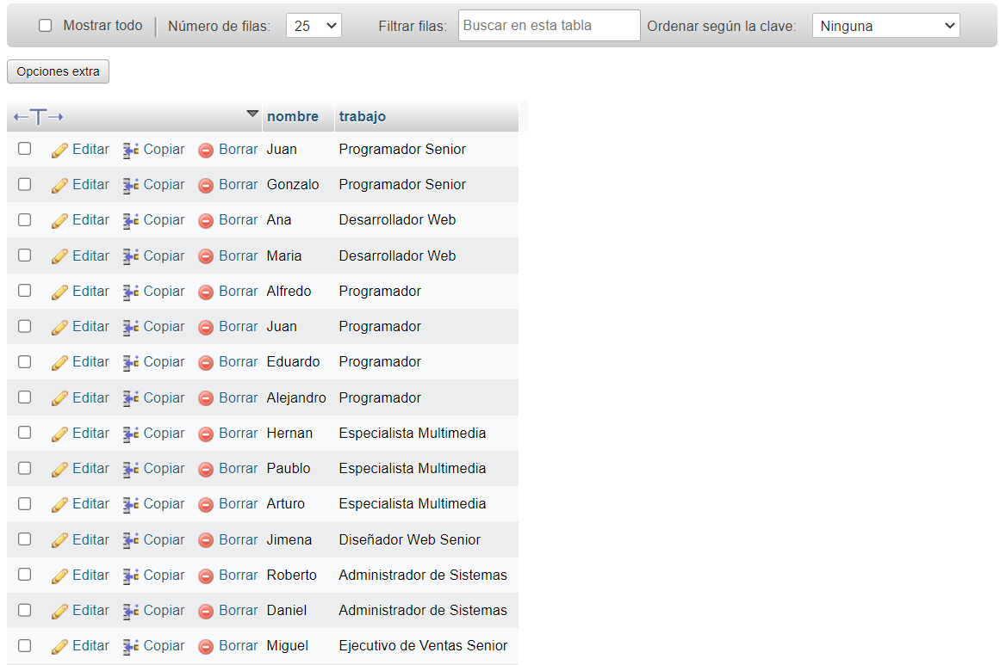 Mostrar todo Número de filas: 25 Filtrar filas: Buscar en esta tabla Ordenar según la clave: Ninguna
Opciones extra
←T→ nombre trabajo
Editar Copiar Borrar Juan Programador Senior
Editar Copiar Borrar Gonzalo Programador Senior
Editar Copiar Borrar Ana Desarrollador Web
Editar Copiar Borrar Maria Desarrollador Web
Editar Copiar Borrar Alfredo Programador
Editar Copiar Borrar Juan Programador
Editar Copiar Borrar Eduardo Programador
Editar Copiar Borrar Alejandro Programador
Editar Copiar Borrar Hernan Especialista Multimedia
Editar Copiar Borrar Paublo Especialista Multimedia
Editar Copiar Borrar Arturo Especialista Multimedia
Editar Copiar Borrar Jimena Diseñador Web Senior
Editar Copiar Borrar Roberto Administrador de Sistemas
Editar Copiar Borrar Daniel Administrador de Sistemas
Editar Copiar Borrar Miguel Ejecutivo de Ventas Senior